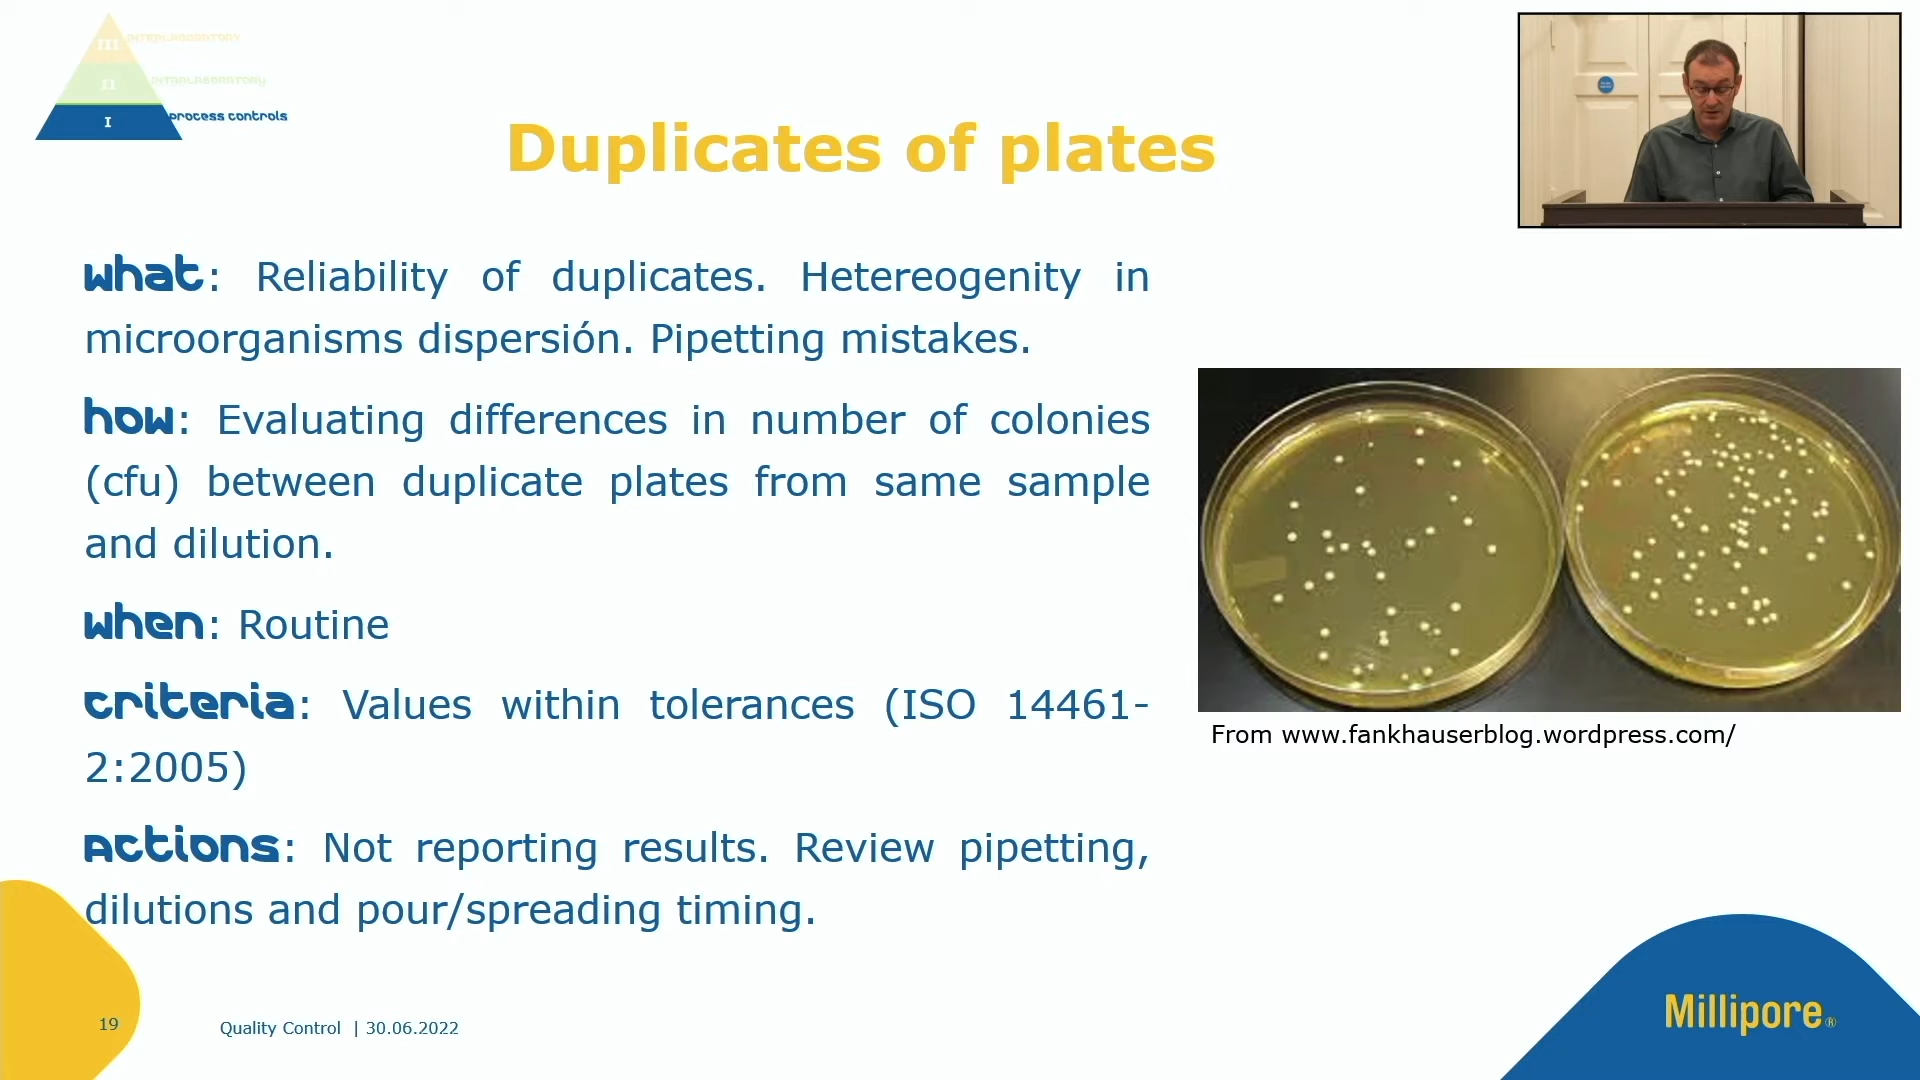 III INTERLABORATORY
II INTRALABORATORY
I process controls
Duplicates of plates
what: Reliability of duplicates. Hetereogenity in
microorganisms dispersión. Pipetting mistakes.
how: Evaluating differences in number of colonies
(cfu) between duplicate plates from same sample
and dilution.
when: Routine
criteria: Values within tolerances (ISO 14461-
2:2005)
Actions: Not reporting results. Review pipetting,
dilutions and pour/spreading timing.
From www.fankhauserblog.wordpress.com/
19
Quality Control | 30.06.2022
Millipore®